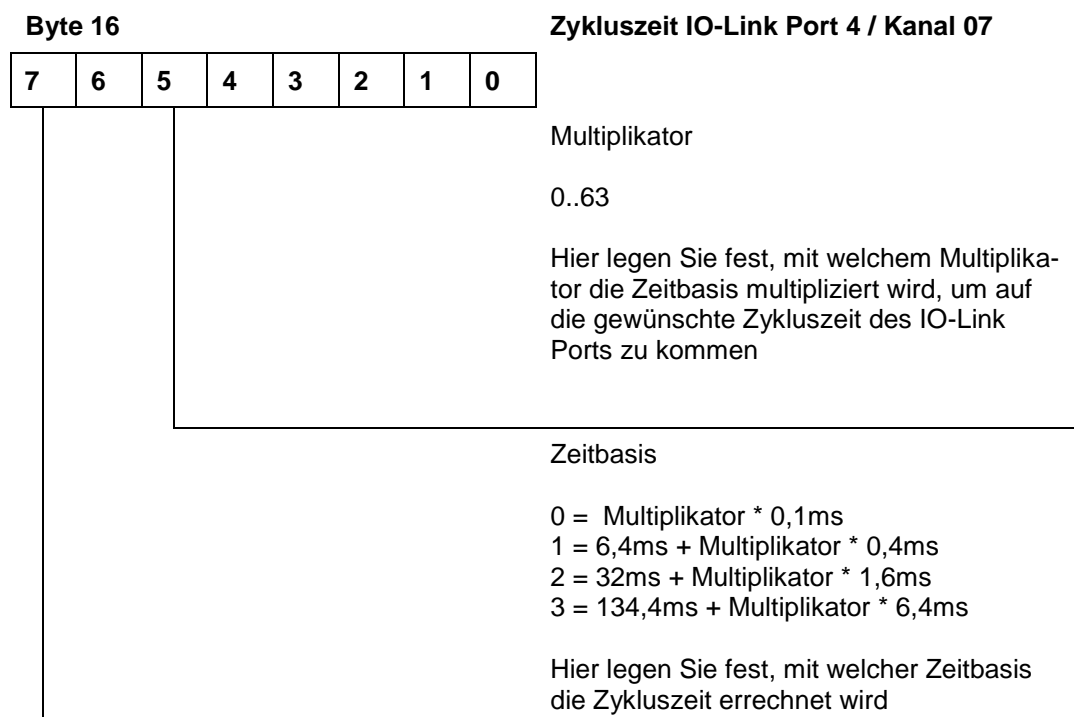 Byte 16 Zykluszeit IO-Link Port 4 / Kanal 07
7 6 5 4 3 2 1 0
Multiplikator
0..63
Hier legen Sie fest, mit welchem Multiplika-
tor die Zeitbasis multipliziert wird, um auf
die gewünschte Zykluszeit des IO-Link
Ports zu kommen
Zeitbasis
0 = Multiplikator * 0,1ms
1 = 6,4ms + Multiplikator * 0,4ms
2 = 32ms + Multiplikator * 1,6ms
3 = 134,4ms + Multiplikator * 6,4ms
Hier legen Sie fest, mit welcher Zeitbasis
die Zykluszeit errechnet wird